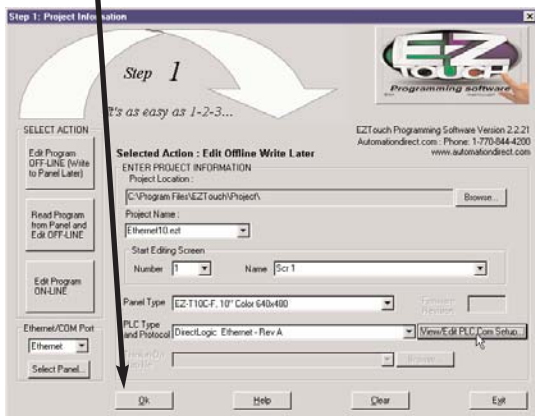 Step 1: Project Information
Step 1
It's as easy as 1-2-3...
EZ
TOUCH
Programming software
SELECT ACTION
Edit Program
OFF-LINE (Write
to Panel Later)
Read Program
from Panel and
Edit OFF-LINE
Edit Program
ON-LINE
Ethernet/COM Port
Ethernet
Select Panel...
EZTouch Programming Software Version 2.2.21
Automationdirect.com : Phone: 1-770-844-4200
www.automationdirect.com
Selected Action : Edit Offline Write Later
ENTER PROJECT INFORMATION
Project Location :
C:\Program Files\EZTouch\Project\
Browse...
Project Name :
Ethernet10.ezt
Start Editing Screen
Number 1 Name Scr 1
Panel Type EZ-T10C-F, 10" Color 640x480
PLC Type
and Protocol DirectLogic Ethernet - Rev A View/Edit PLC Com Setup...
Ok Help Clear Exit